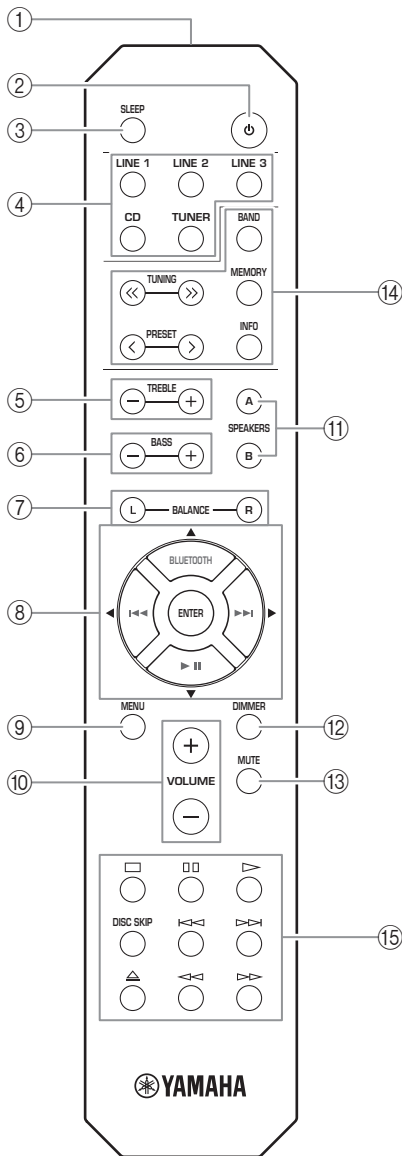 ①
②
SLEEP
③
LINE 1 LINE 2 LINE 3
④
CD TUNER BAND
TUNING MEMORY
⑭
PRESET INFO
⑤ TREBLE A
SPEAKERS ⑪
⑥ BASS B
⑦ L BALANCE R
BLUETOOTH
⑧ ENTER
MENU DIMMER
⑨ ⑫
MUTE
⑩ VOLUME ⑬
DISC SKIP
⑮
YAMAHA